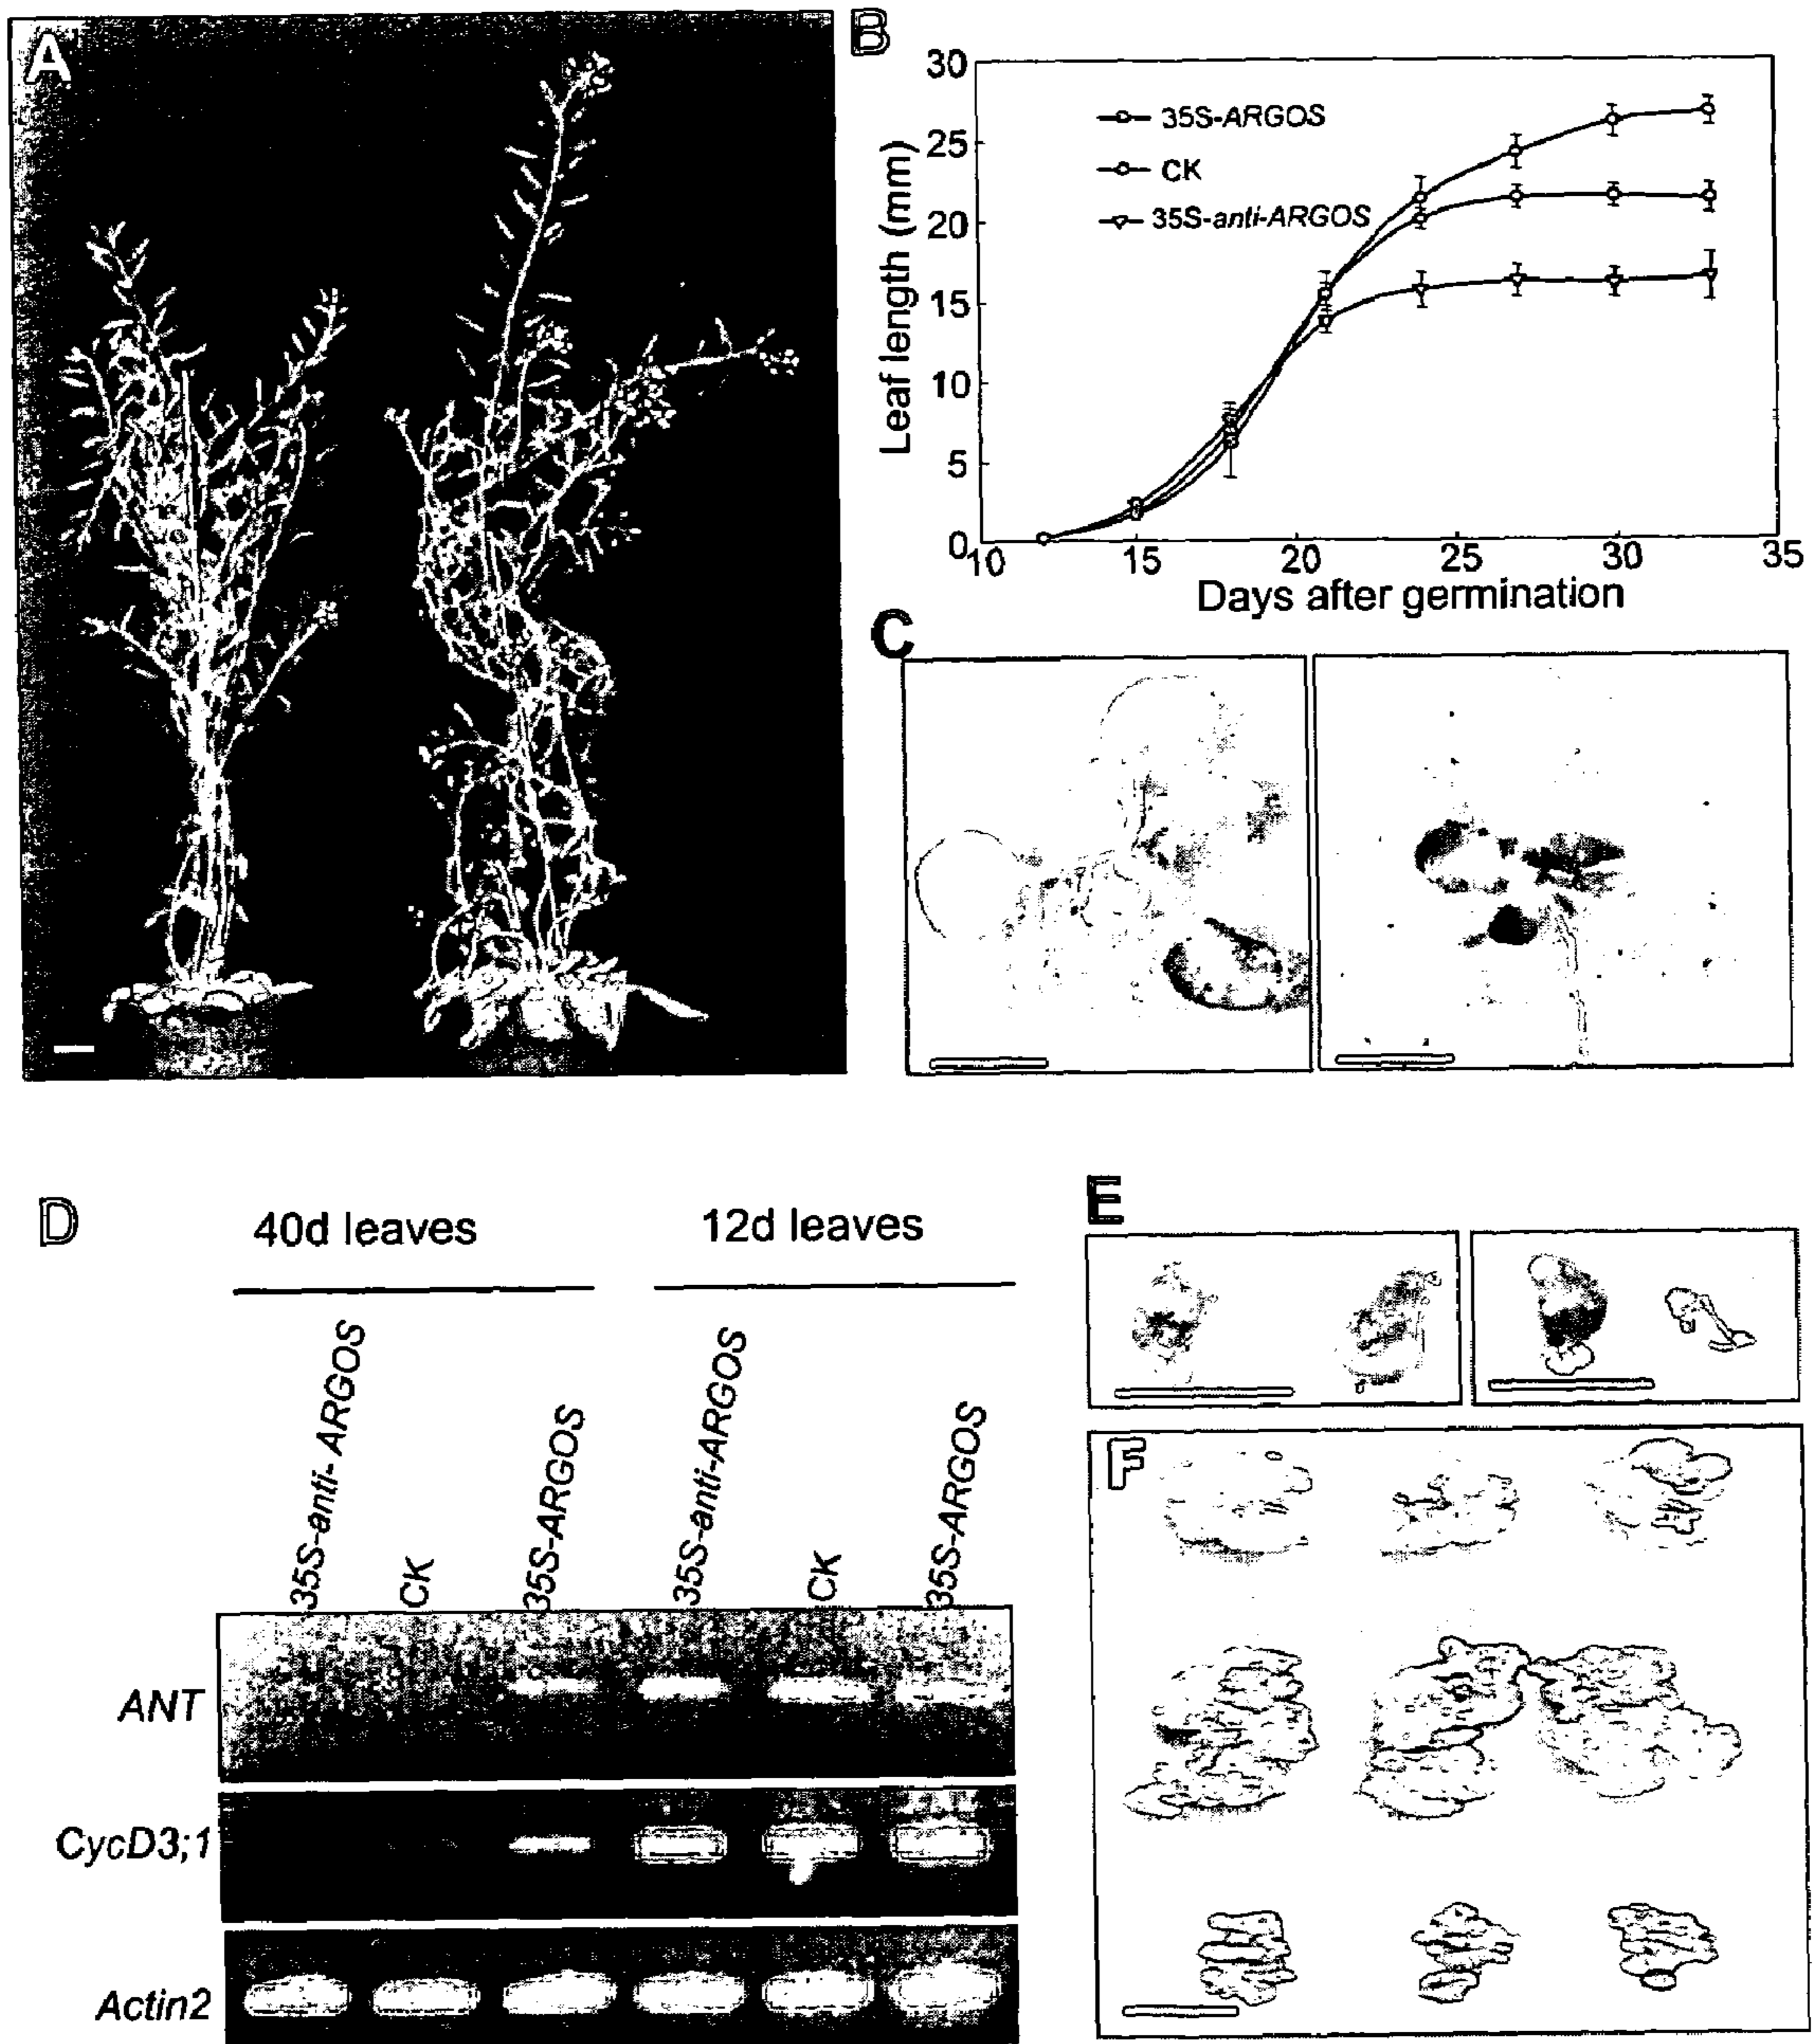 A
B
30
25
20
15
10
5
0
35S-ARGOS
CK
35S-anti-ARGOS
Leaf length (mm)
10 15 20 25 30 35
Days after germination
C
D
40d leaves 12d leaves
35S-anti- ARGOS
CK
35S-ARGOS
35S-anti-ARGOS
CK
35S-ARGOS
ANT
CycD3;1
Actin2
E
F